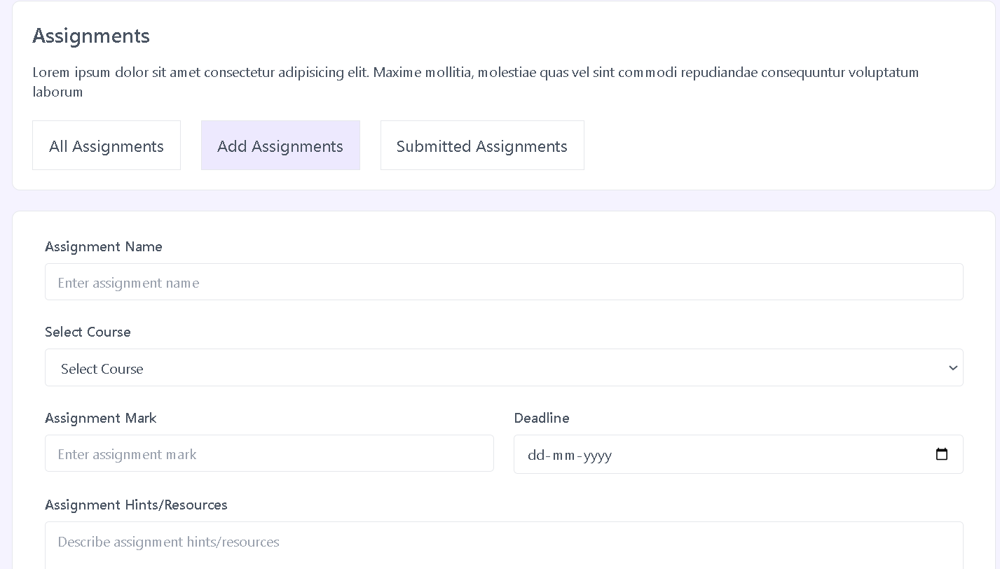 Assignments
Lorem ipsum dolor sit amet consectetur adipisicing elit. Maxime mollitia, molestiae quas vel sint commodi repudiandae consequuntur voluptatum
laborum
All Assignments
Add Assignments
Submitted Assignments
Assignment Name
Enter assignment name
Select Course
Select Course
Assignment Mark
Deadline
Enter assignment mark
dd-mm-yyyy
Assignment Hints/Resources
Describe assignment hints/resources